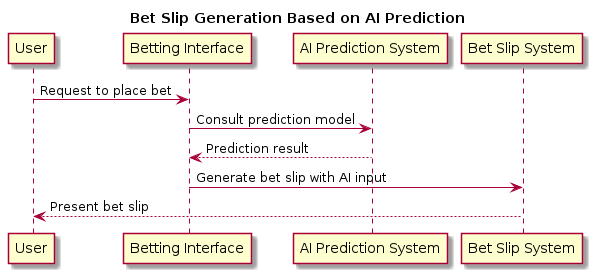 Bet Slip Generation Based on AI Prediction
User
Betting Interface
AI Prediction System
Bet Slip System
Request to place bet
Consult prediction model
Prediction result
Generate bet slip with AI input
Present bet slip
User
Betting Interface
AI Prediction System
Bet Slip System